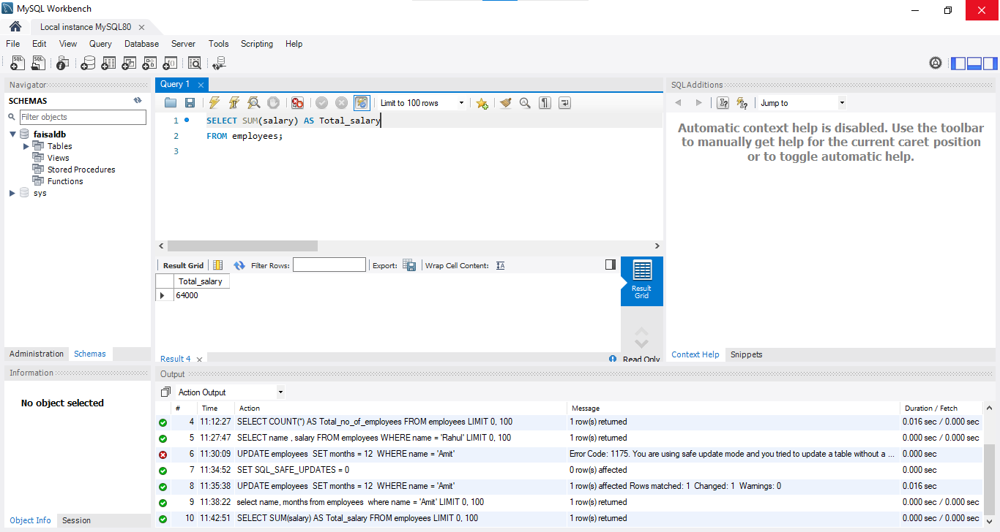 MySQL Workbench
Local instance MySQL80
File Edit View Query Database Server Tools Scripting Help
Navigator
SCHEMAS
Filter objects
faisaldb
Tables
Views
Stored Procedures
Functions
sys
Administration Schemas
Information
No object selected
Object Info Session
Query 1
Limit to 100 rows
1 SELECT SUM(salary) AS Total_salary
2 FROM employees;
3
Result Grid Filter Rows: Export: Wrap Cell Content:
Total_salary
64000
Result Grid
Result 4 Read Only
SQLAdditions
Jump to
Automatic context help is disabled. Use the toolbar
to manually get help for the current caret position
or to toggle automatic help.
Context Help Snippets
Output
Action Output
# Time Action Message Duration / Fetch
4 11:12:27 SELECT COUNT(*) AS Total_no_of_employees FROM employees LIMIT 0, 100 1 row(s) returned 0.016 sec / 0.000 sec
5 11:27:47 SELECT name , salary FROM employees WHERE name = 'Rahul' LIMIT 0, 100 1 row(s) returned 0.000 sec / 0.000 sec
6 11:30:09 UPDATE employees  SET months = 12  WHERE name = 'Amit' Error Code: 1175. You are using safe update mode and you tried to update a table without a ... 0.000 sec
7 11:34:52 SET SQL_SAFE_UPDATES = 0 0 row(s) affected 0.000 sec
8 11:35:38 UPDATE employees  SET months = 12  WHERE name = 'Amit' 1 row(s) affected Rows matched: 1  Changed: 1  Warnings: 0 0.016 sec
9 11:38:22 select name, months from employees  where name = 'Amit' LIMIT 0, 100 1 row(s) returned 0.000 sec / 0.000 sec
10 11:42:51 SELECT SUM(salary) AS Total_salary FROM employees LIMIT 0, 100 1 row(s) returned 0.000 sec / 0.000 sec